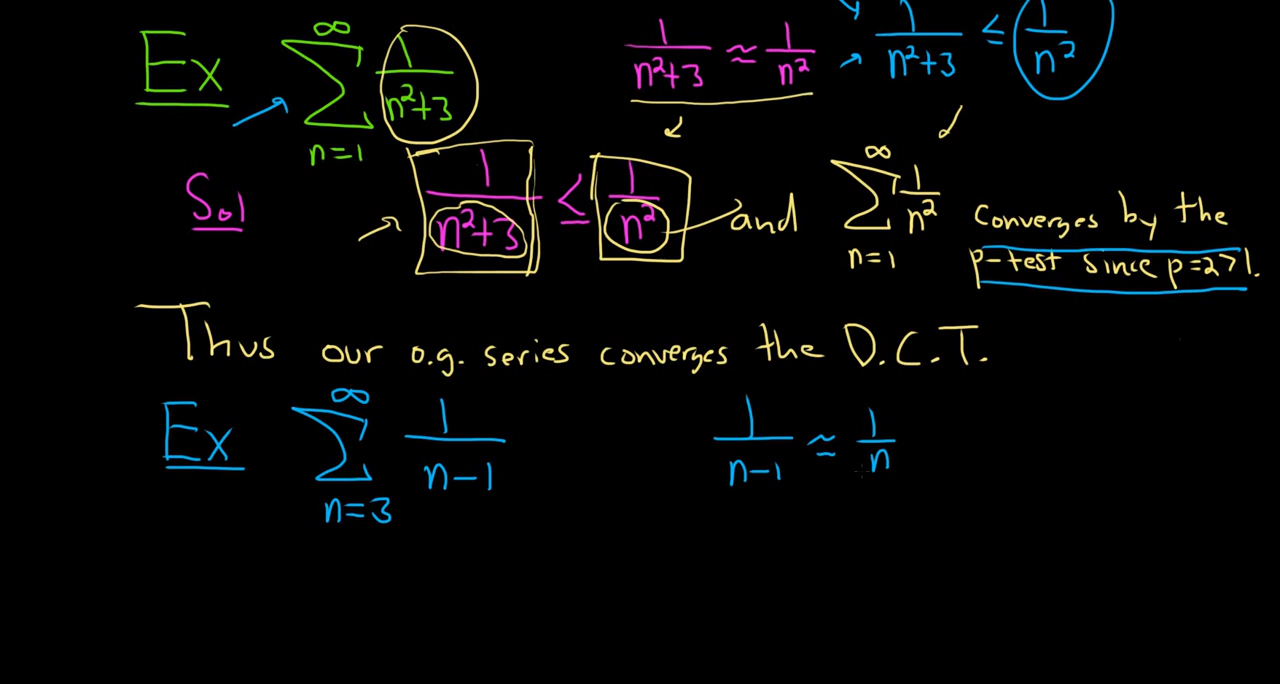 Ex ∑_{n=1}^{∞} 1/(n²+3)   1/(n²+3) ≈ 1/n²   1/(n²+3) ≤ 1/n²
Sol 1/(n²+3) ≤ 1/n² and ∑_{n=1}^{∞} 1/n² converges by the
p-test since p=2>1.
Thus our o.g. series converges the D.C.T.
Ex ∑_{n=3}^{∞} 1/(n-1)   1/(n-1) ≈ 1/n